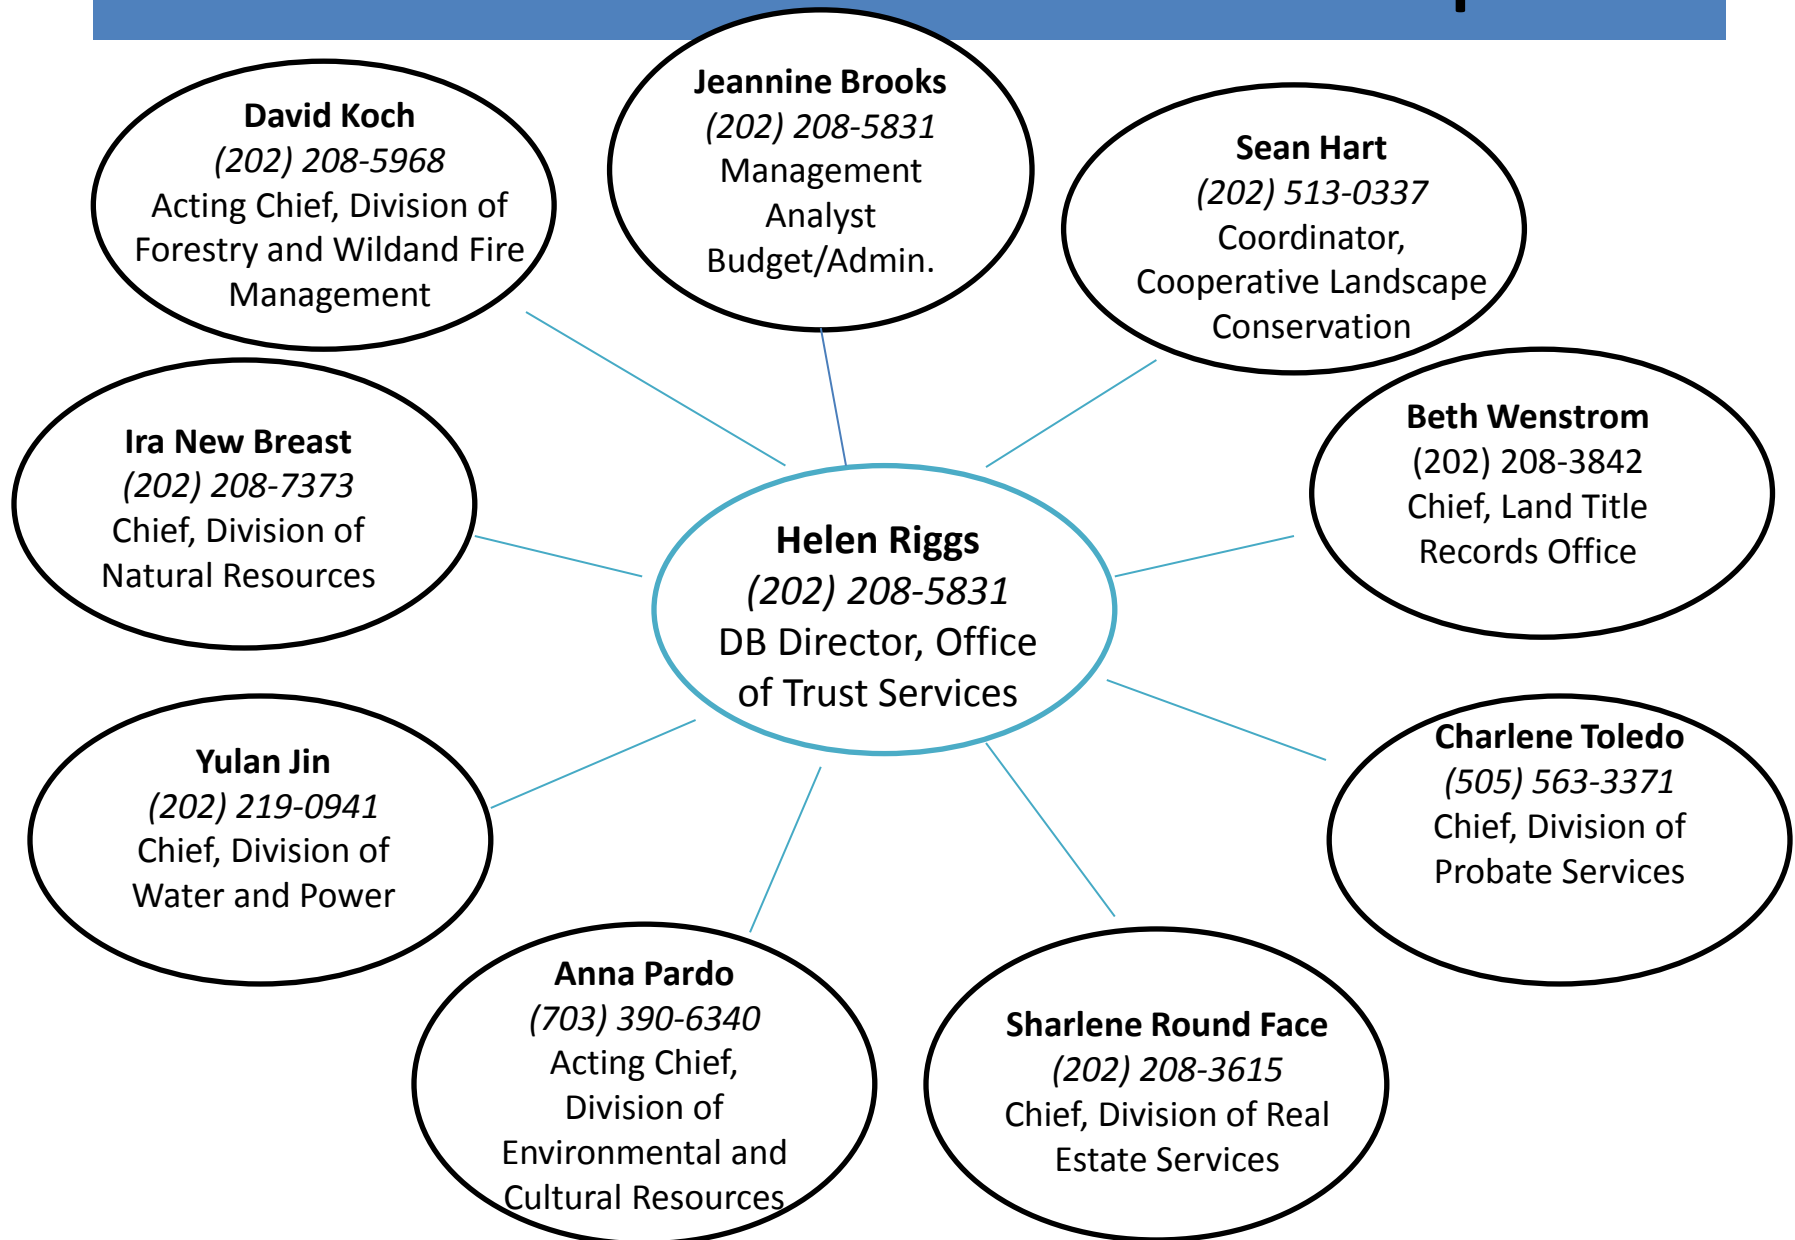 Jeannine Brooks
(202) 208-5831
Management
Analyst
Budget/Admin.
David Koch
(202) 208-5968
Acting Chief, Division of
Forestry and Wildand Fire
Management
Sean Hart
(202) 513-0337
Coordinator,
Cooperative Landscape
Conservation
Ira New Breast
(202) 208-7373
Chief, Division of
Natural Resources
Beth Wenstrom
(202) 208-3842
Chief, Land Title
Records Office
Helen Riggs
(202) 208-5831
DB Director, Office
of Trust Services
Yulan Jin
(202) 219-0941
Chief, Division of
Water and Power
Charlene Toledo
(505) 563-3371
Chief, Division of
Probate Services
Anna Pardo
(703) 390-6340
Acting Chief,
Division of
Environmental and
Cultural Resources
Sharlene Round Face
(202) 208-3615
Chief, Division of Real
Estate Services